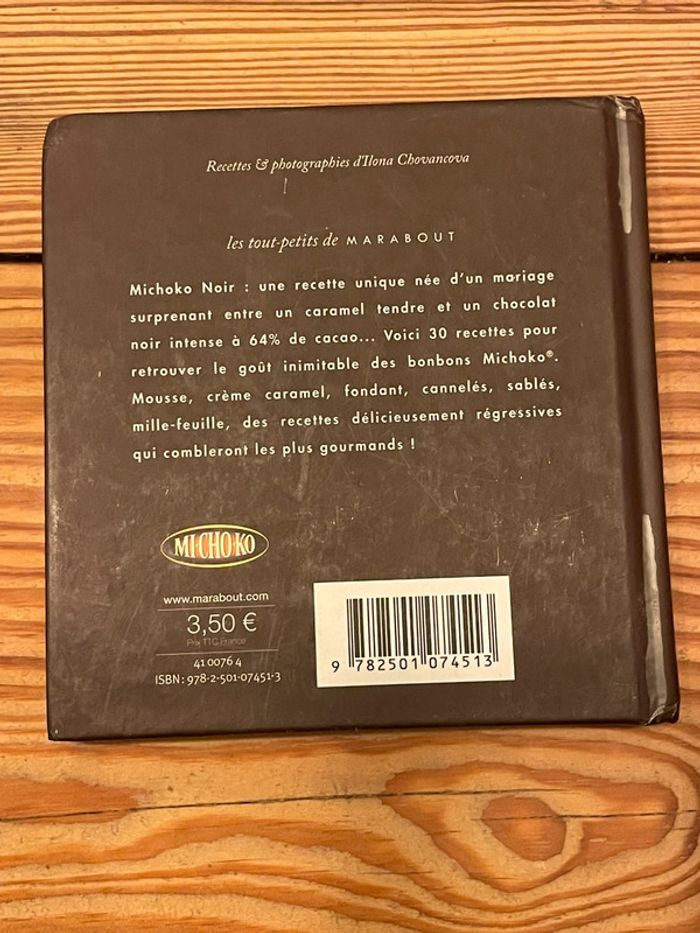 Recettes & photographies d'Ilona Chovancova
les tout-petits de MARABOUT
Michoko Noir : une recette unique née d'un mariage
surprenant entre un caramel tendre et un chocolat
noir intense à 64% de cacao... Voici 30 recettes pour
retrouver le goût inimitable des bonbons Michoko®.
Mousse, crème caramel, fondant, cannelés, sablés,
mille-feuille, des recettes délicieusement régressives
qui combleront les plus gourmands !
MI-CHO-KO
www.marabout.com
3,50 €
Prix TTC France
41 0076 4
ISBN : 978-2-501-07451-3
9 782501 074513